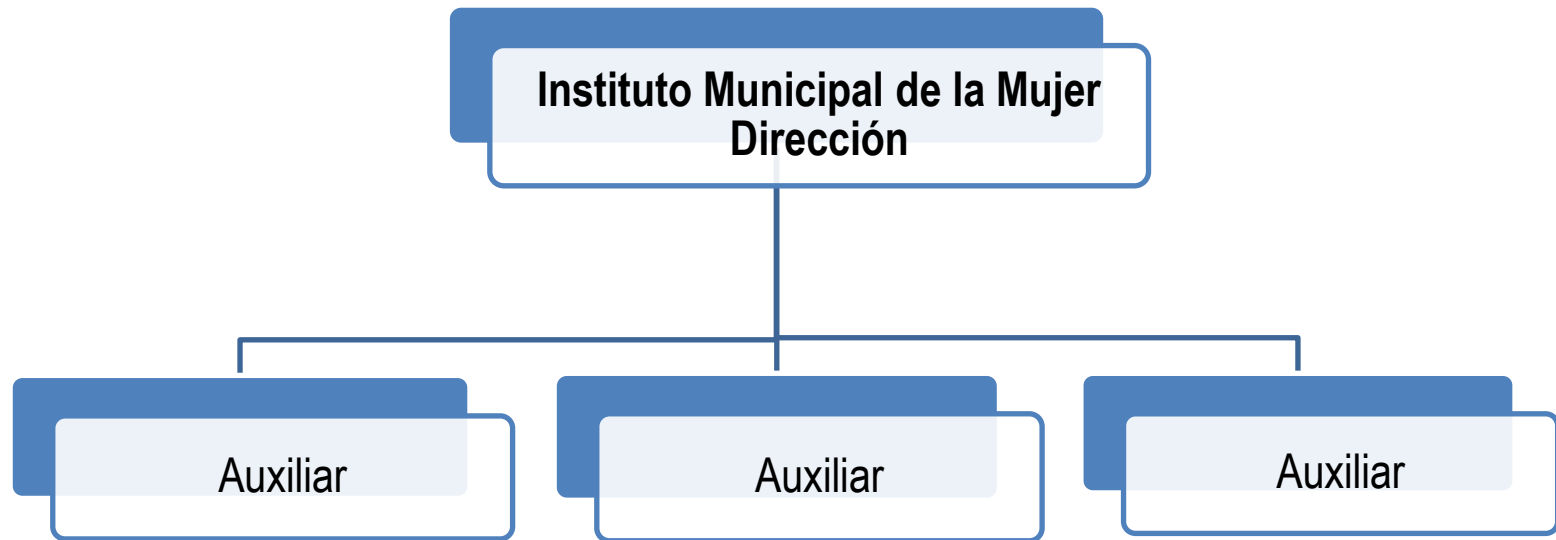 Instituto Municipal de la Mujer
Dirección
Auxiliar
Auxiliar
Auxiliar